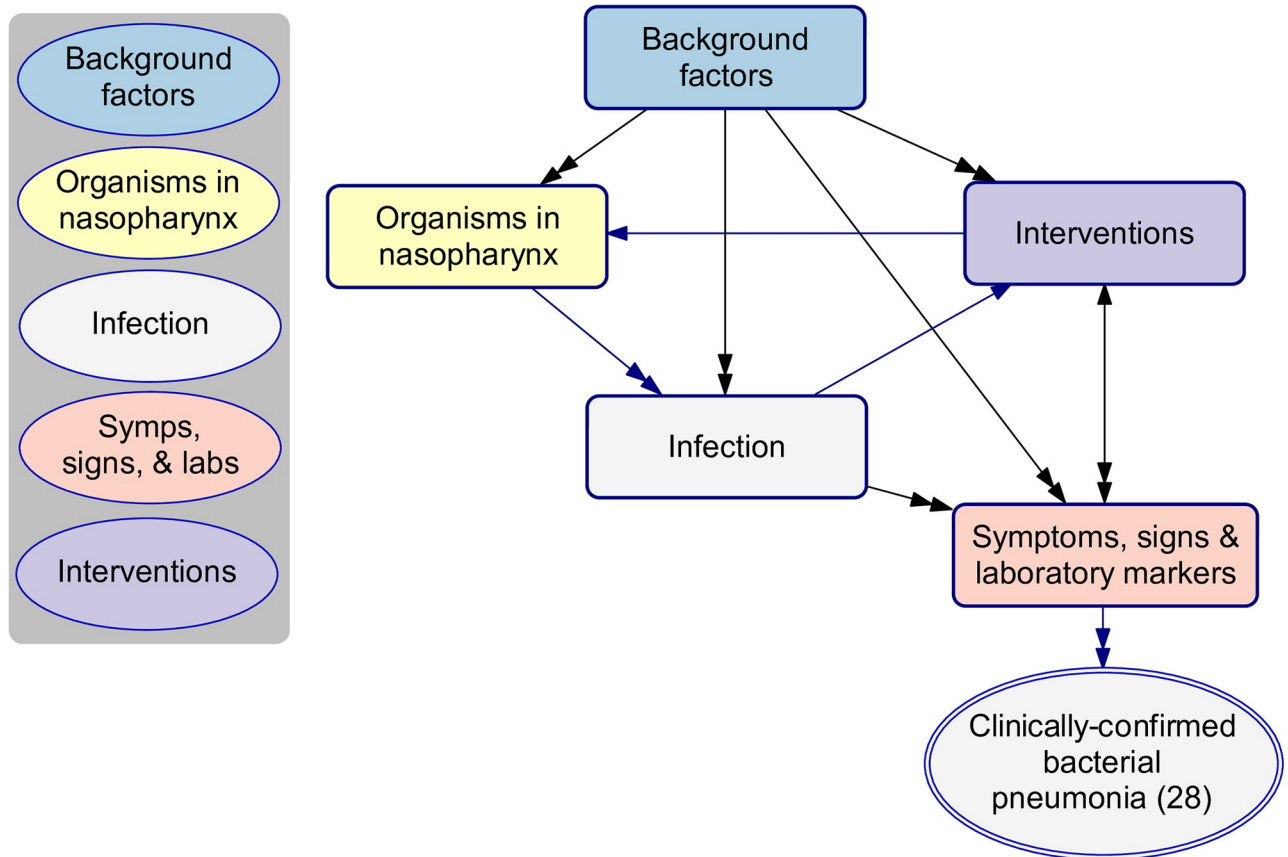 Background
factors
Organisms in
nasopharynx
Infection
Symps,
signs, & labs
Interventions
Background
factors
Organisms in
nasopharynx
Interventions
Infection
Symptoms, signs &
laboratory markers
Clinically-confirmed
bacterial
pneumonia (28)